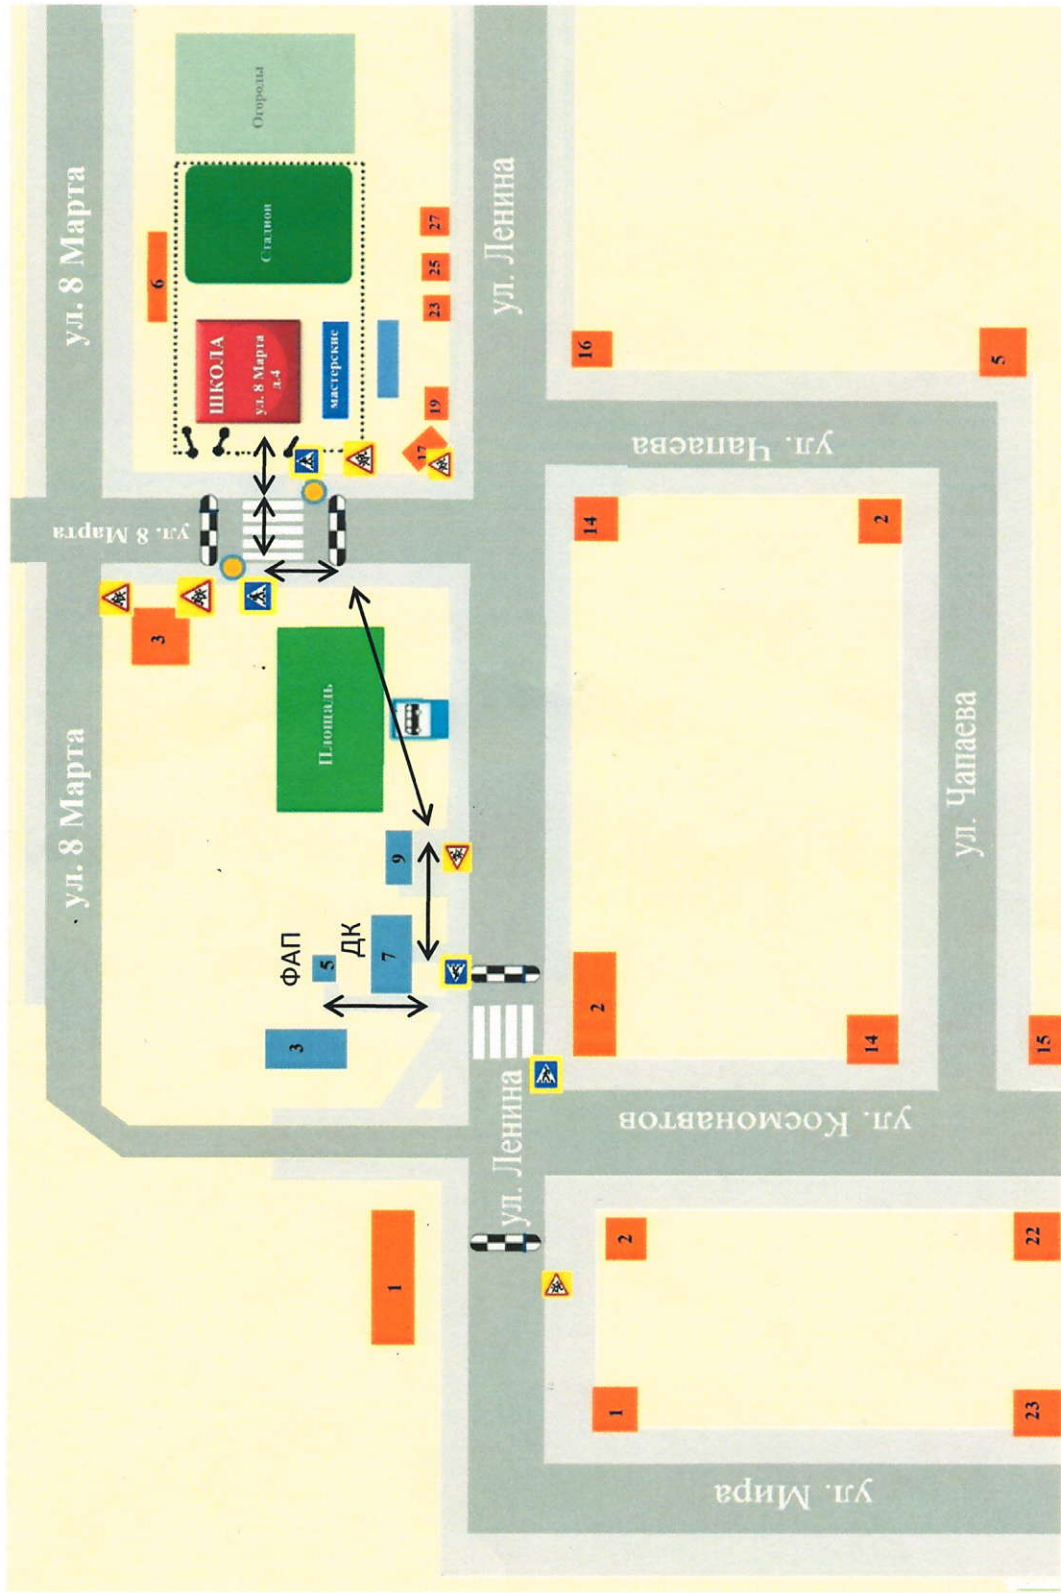 ул. 8 Марта
ул. 8 Марта
ул. 8 Марта
Огороды
Стадион
6
ШКОЛА
ул. 8 Марта
д.4
мастерские
27
25
23
19
17
ул. Ленина
16
5
ул. Чапаева
14
2
3
Площадь
9
ДК
7
ФАП
5
3
2
14
15
ул. Чапаева
ул. Космонавтов
ул. Ленина
1
2
22
1
23
ул. Мира